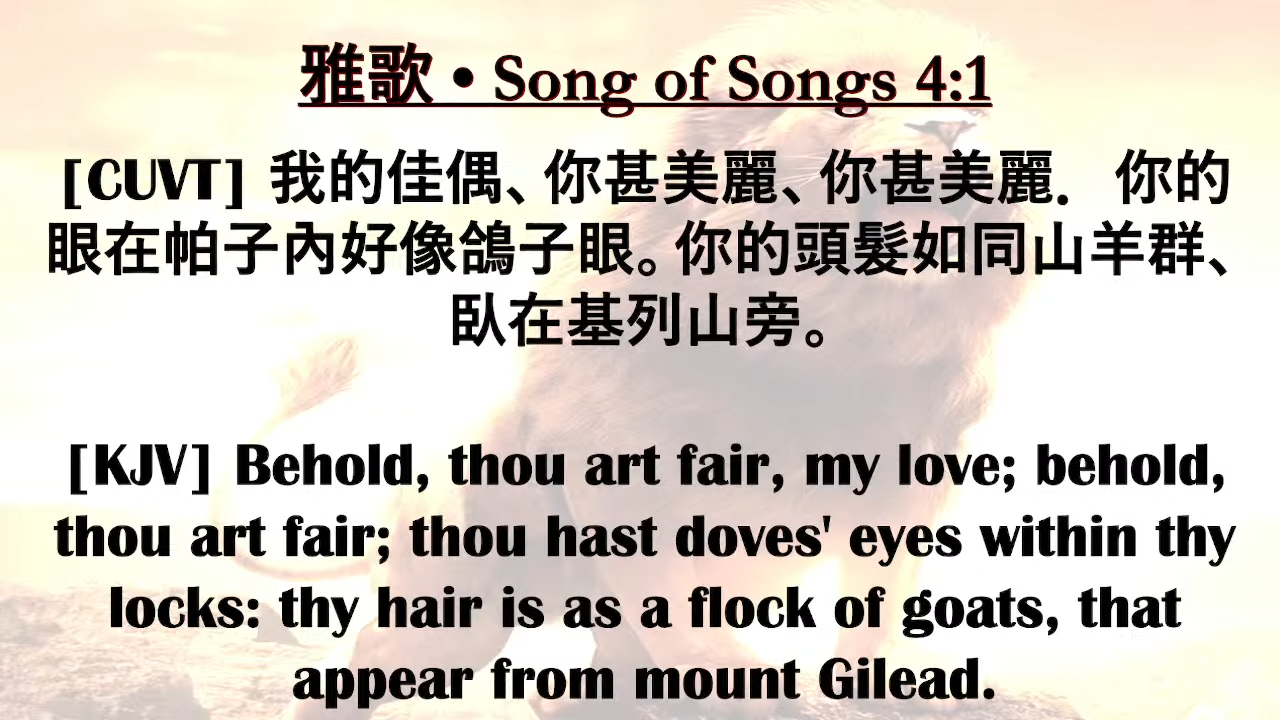 雅歌 • Song of Songs 4:1
[CUVT] 我的佳偶、你甚美麗、你甚美麗． 你的
眼在帕子內好像鴿子眼。你的頭髮如同山羊群、
臥在基列山旁。
[KJV] Behold, thou art fair, my love; behold,
thou art fair; thou hast doves' eyes within thy
locks: thy hair is as a flock of goats, that
appear from mount Gilead.